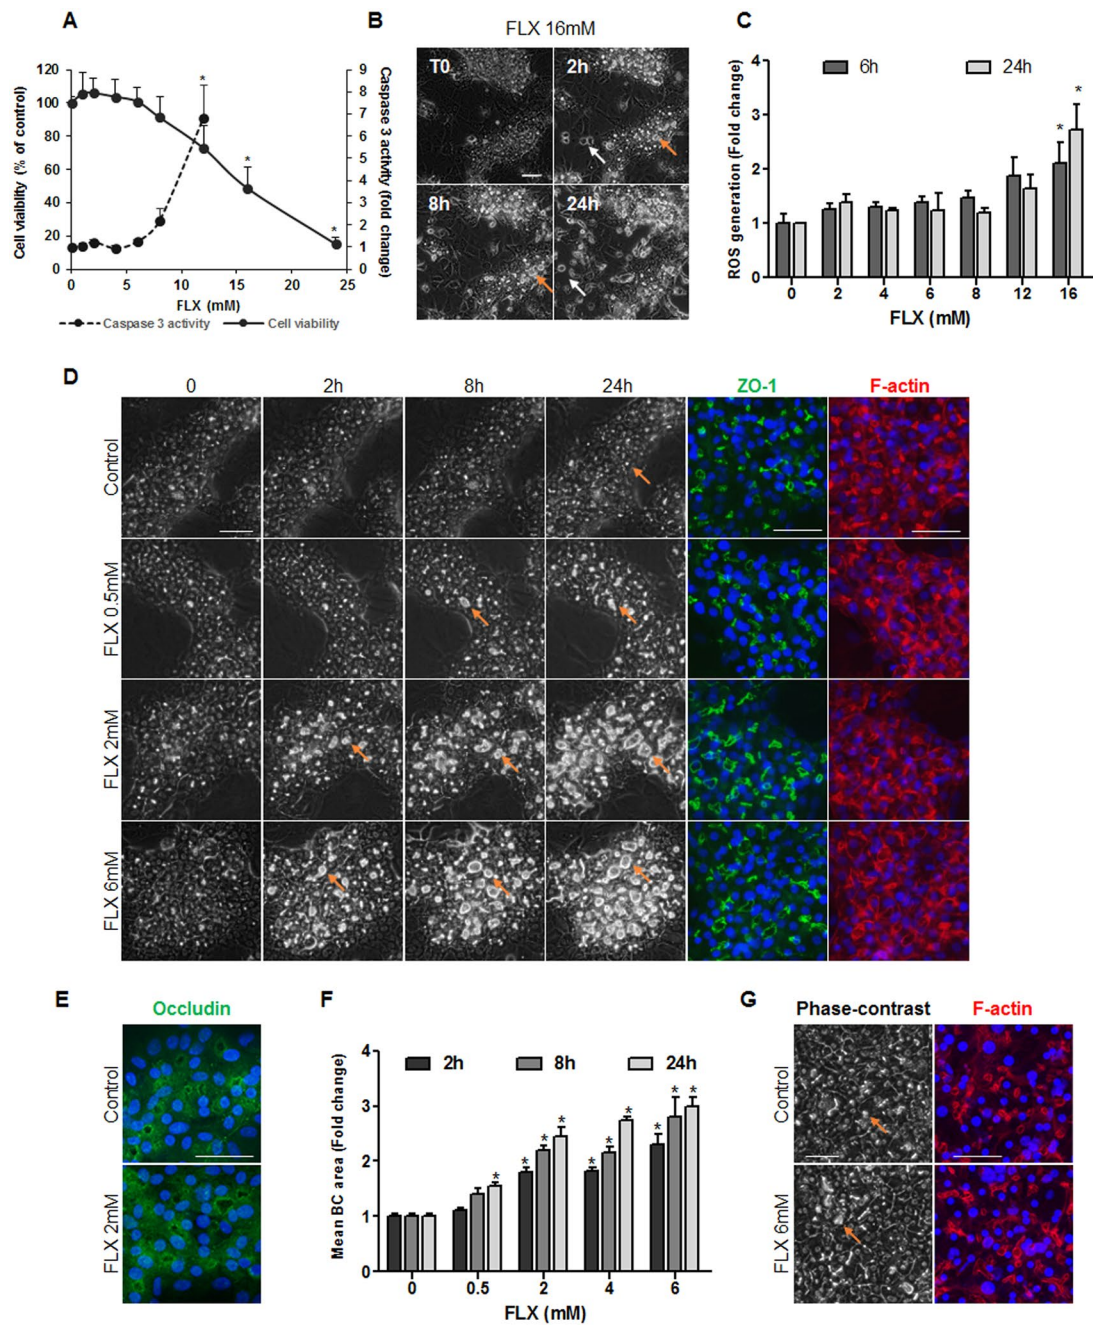 A
Cell viability (% of control)
120
100
80
60
40
20
0
9
8
7
6
5
4
3
2
1
0
Caspase 3 activity (fold change)
*
*
*
0
5
10
15
20
25
FLX (mM)
Caspase 3 activity
Cell viability
B
FLX 16mM
T0
2h
8h
24h
C
ROS generation (Fold change)
4
3
2
1
0
6h
24h
*
*
0
2
4
6
8
12
16
FLX (mM)
D
0
2h
8h
24h
ZO-1
F-actin
Control
FLX 0.5mM
FLX 2mM
FLX 6mM
E
Occludin
Control
FLX 2mM
F
Mean BC area (Fold change)
4
3
2
1
0
2h
8h
24h
*
*
*
*
*
*
*
*
*
*
0
0.5
2
4
6
FLX (mM)
G
Phase-contrast
F-actin
Control
FLX 6mM